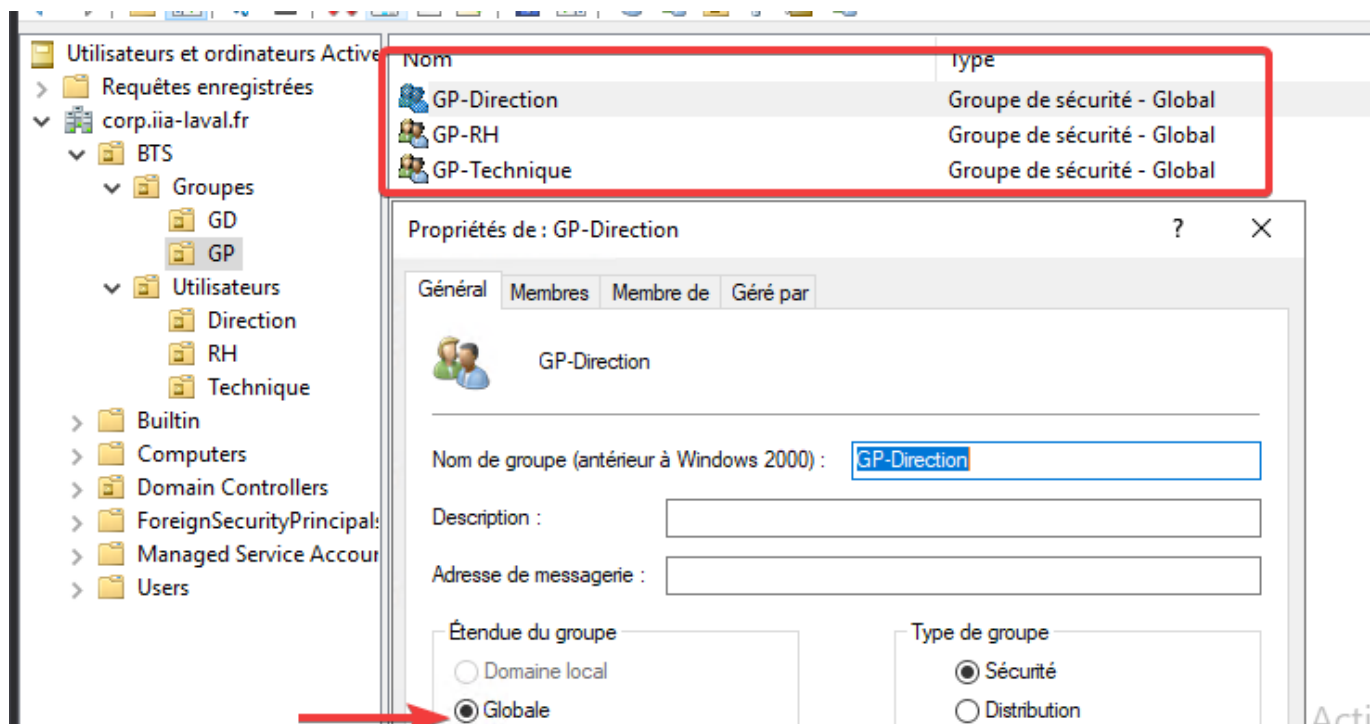 Utilisateurs et ordinateurs Active
Requêtes enregistrées
corp.iia-laval.fr
BTS
Groupes
GD
GP
Utilisateurs
Direction
RH
Technique
Builtin
Computers
Domain Controllers
ForeignSecurityPrincipals
Managed Service Accour
Users
Nom Type
GP-Direction Groupe de sécurité - Global
GP-RH Groupe de sécurité - Global
GP-Technique Groupe de sécurité - Global
Propriétés de : GP-Direction ?
Général Membres Membre de Géré par
GP-Direction
Nom de groupe (antérieur à Windows 2000) : GP-Direction
Description :
Adresse de messagerie :
Étendue du groupe Type de groupe
Domaine local Sécurité
Globale Distribution